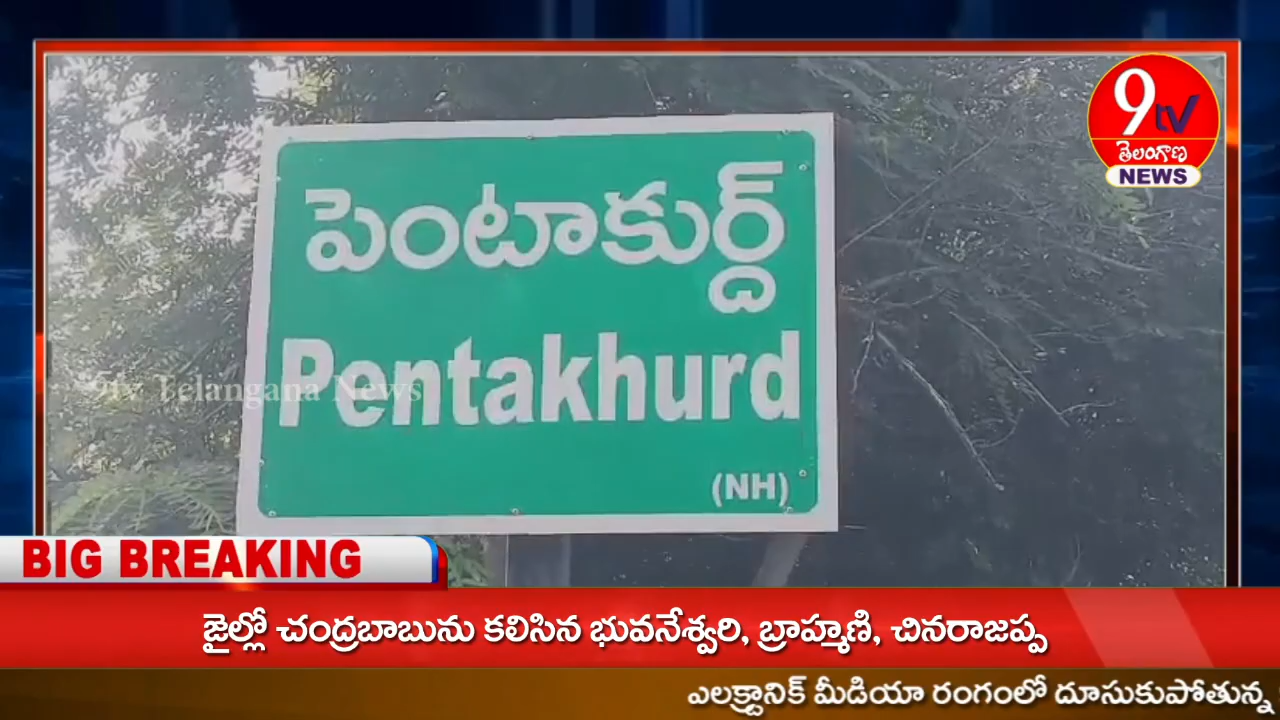 9tv
తెలంగాణ
NEWS
పెంటాకుర్ద్
Pentakhurd
9tv Telangana News
(NH)
BIG BREAKING
జైల్లో చంద్రబాబును కలిసిన భువనేశ్వరి, బ్రాహ్మణి, చినరాజప్ప
ఎలక్ట్రానిక్ మీడియా రంగంలో దూసుకుపోతున్న